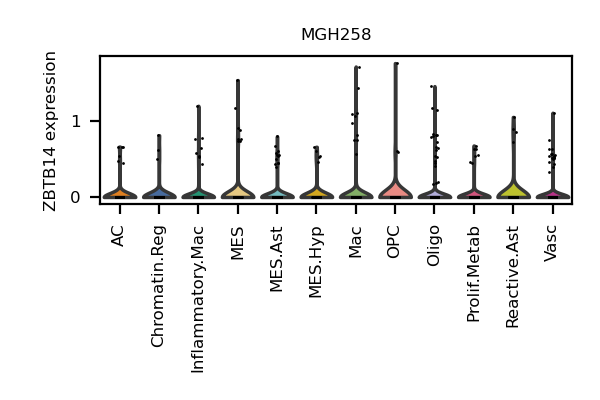 MGH258
ZBTB14 expression
1
0
AC
Chromatin.Reg
Inflammatory.Mac
MES
MES.Ast
MES.Hyp
Mac
OPC
Oligo
Prolif.Metab
Reactive.Ast
Vasc